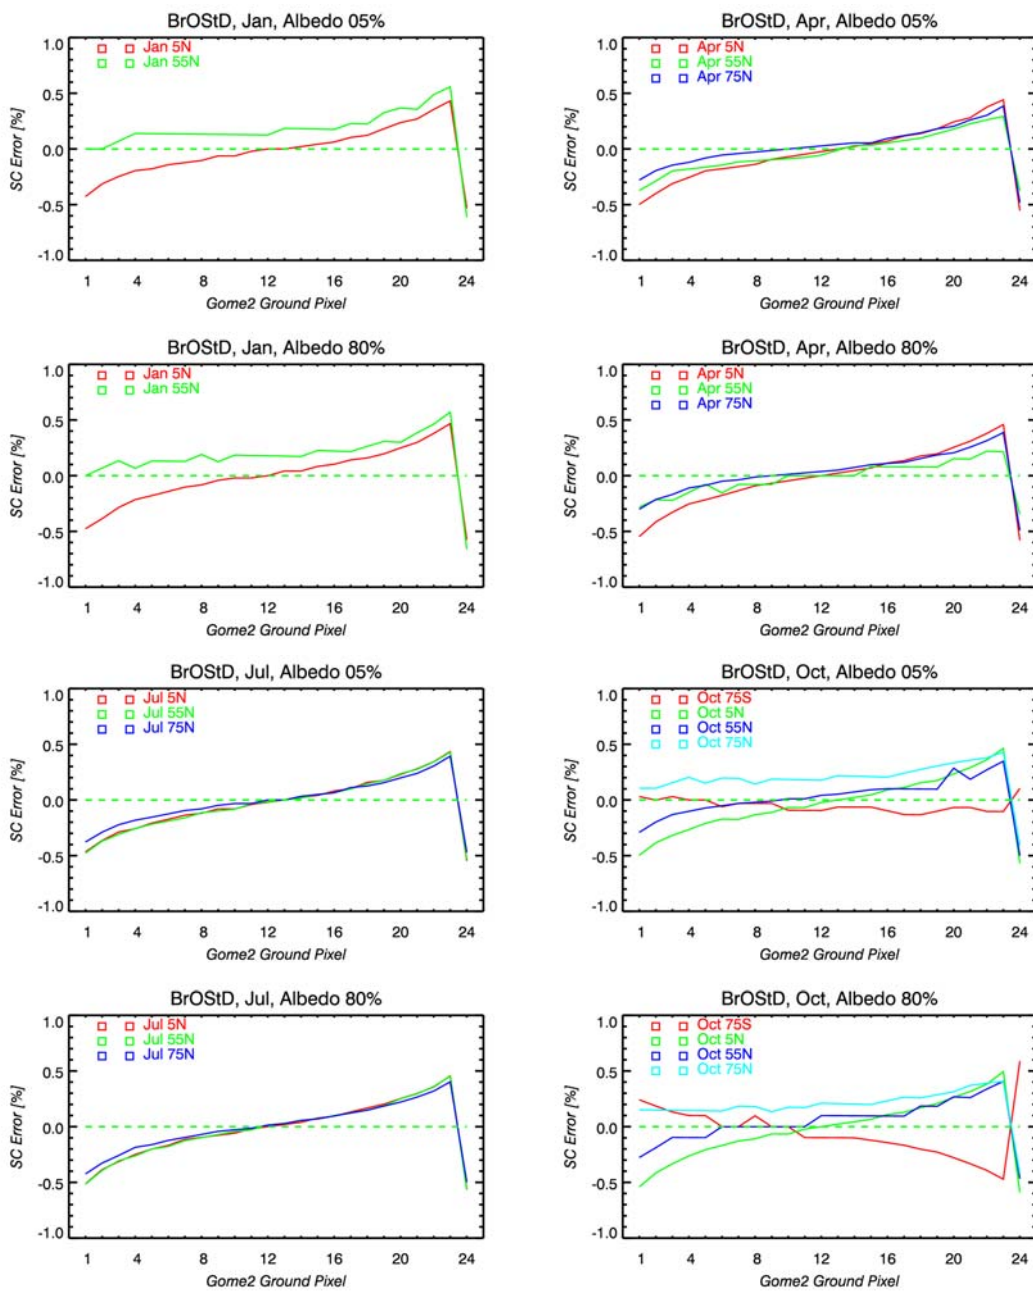 BrOStD, Jan, Albedo 05%
1.0
0.5
0.0
-0.5
-1.0
SC Error [%]
Jan 5N
Jan 55N
1 4 8 12 16 20 24
Gome2 Ground Pixel
BrOStD, Apr, Albedo 05%
1.0
0.5
0.0
-0.5
-1.0
SC Error [%]
Apr 5N
Apr 55N
Apr 75N
1 4 8 12 16 20 24
Gome2 Ground Pixel
BrOStD, Jan, Albedo 80%
1.0
0.5
0.0
-0.5
-1.0
SC Error [%]
Jan 5N
Jan 55N
1 4 8 12 16 20 24
Gome2 Ground Pixel
BrOStD, Apr, Albedo 80%
1.0
0.5
0.0
-0.5
-1.0
SC Error [%]
Apr 5N
Apr 55N
Apr 75N
1 4 8 12 16 20 24
Gome2 Ground Pixel
BrOStD, Jul, Albedo 05%
1.0
0.5
0.0
-0.5
-1.0
SC Error [%]
Jul 5N
Jul 55N
Jul 75N
1 4 8 12 16 20 24
Gome2 Ground Pixel
BrOStD, Oct, Albedo 05%
1.0
0.5
0.0
-0.5
-1.0
SC Error [%]
Oct 75S
Oct 5N
Oct 55N
Oct 75N
1 4 8 12 16 20 24
Gome2 Ground Pixel
BrOStD, Jul, Albedo 80%
1.0
0.5
0.0
-0.5
-1.0
SC Error [%]
Jul 5N
Jul 55N
Jul 75N
1 4 8 12 16 20 24
Gome2 Ground Pixel
BrOStD, Oct, Albedo 80%
1.0
0.5
0.0
-0.5
-1.0
SC Error [%]
Oct 75S
Oct 5N
Oct 55N
Oct 75N
1 4 8 12 16 20 24
Gome2 Ground Pixel